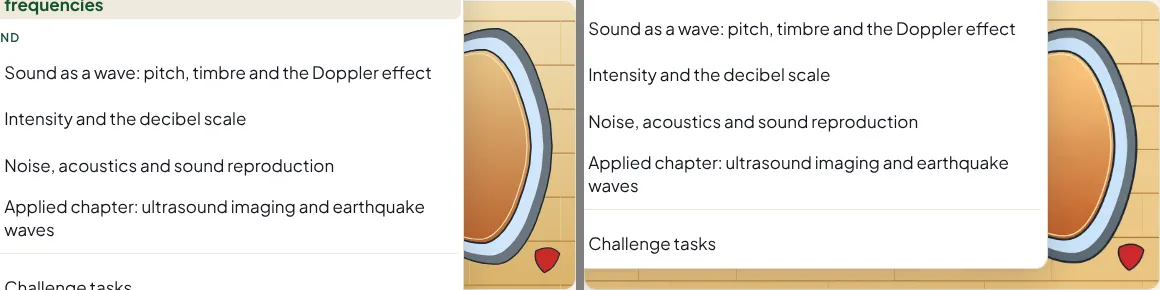 frequencies
ND
Sound as a wave: pitch, timbre and the Doppler effect
Intensity and the decibel scale
Noise, acoustics and sound reproduction
Applied chapter: ultrasound imaging and earthquake
waves
Challenge tasks
Sound as a wave: pitch, timbre and the Doppler effect
Intensity and the decibel scale
Noise, acoustics and sound reproduction
Applied chapter: ultrasound imaging and earthquake
waves
Challenge tasks